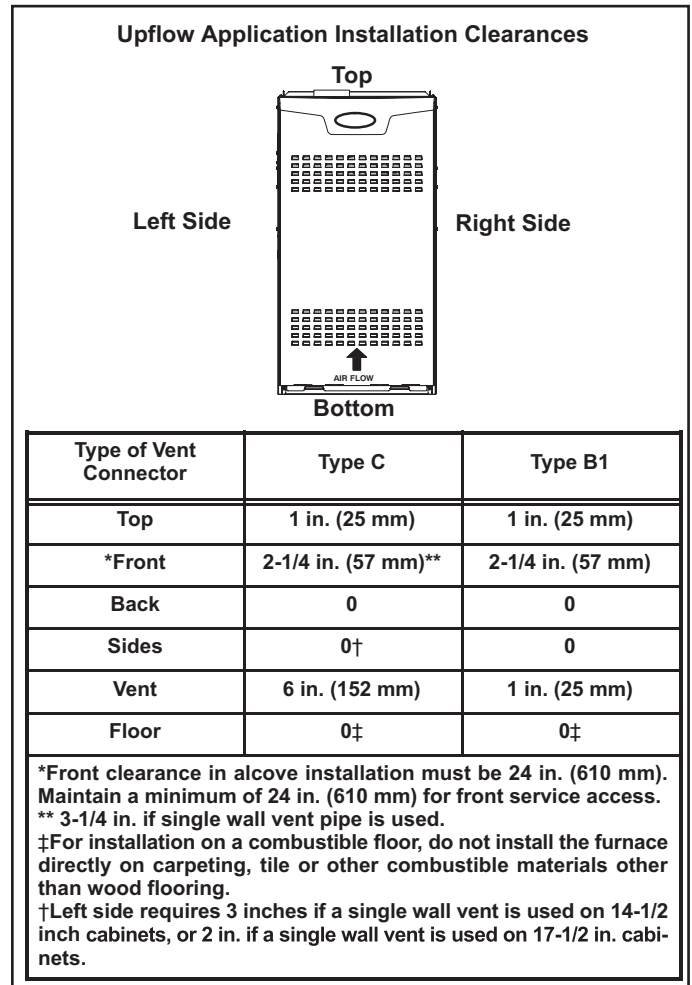 Upflow Application Installation Clearances
Top
Left Side
Right Side
AIR FLOW
Bottom
Type of Vent Connector Type C Type B1
Top 1 in. (25 mm) 1 in. (25 mm)
*Front 2-1/4 in. (57 mm)** 2-1/4 in. (57 mm)
Back 0 0
Sides 0† 0
Vent 6 in. (152 mm) 1 in. (25 mm)
Floor 0‡ 0‡
*Front clearance in alcove installation must be 24 in. (610 mm).
Maintain a minimum of 24 in. (610 mm) for front service access.
** 3-1/4 in. if single wall vent pipe is used.
‡For installation on a combustible floor, do not install the furnace
directly on carpeting, tile or other combustible materials other
than wood flooring.
†Left side requires 3 inches if a single wall vent is used on 14-1/2
inch cabinets, or 2 in. if a single wall vent is used on 17-1/2 in. cabi-
nets.